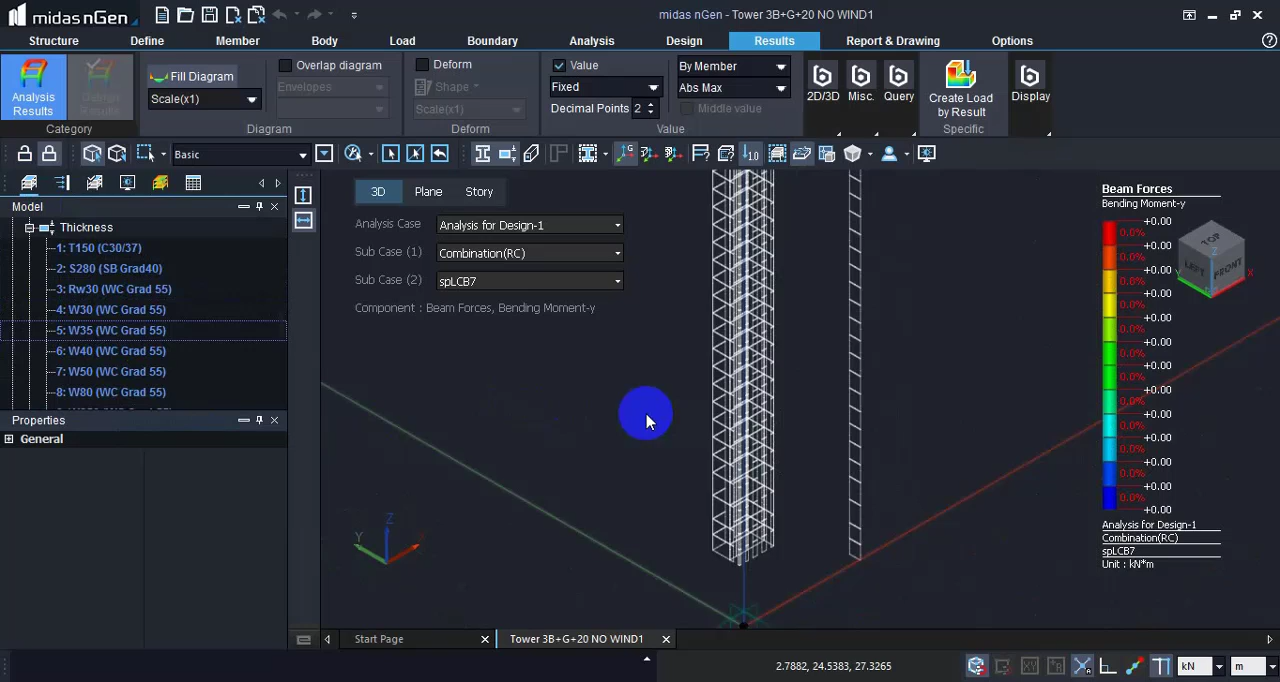 midas nGen
midas nGen - Tower 3B+G+20 NO WIND1
Structure
Define
Member
Body
Load
Boundary
Analysis
Design
Results
Report & Drawing
Options
Analysis
Results
Design
Results
Category
Fill Diagram
Scale(x1)
Overlap diagram
Envelopes
Diagram
Deform
Shape
Scale(x1)
Deform
Value
Fixed
Decimal Points 2
By Member
Abs Max
Middle value
Value
2D/3D
Misc.
Query
Create Load
by Result
Specific
Display
Basic
1.0
Model
Thickness
1: T150 (C30/37)
2: S280 (SB Grad40)
3: Rw30 (WC Grad 55)
4: W30 (WC Grad 55)
5: W35 (WC Grad 55)
6: W40 (WC Grad 55)
7: W50 (WC Grad 55)
8: W80 (WC Grad 55)
Properties
General
3D
Plane
Story
Analysis Case
Analysis for Design-1
Sub Case (1)
Combination(RC)
Sub Case (2)
spLCB7
Component : Beam Forces, Bending Moment-y
Z
Y
Beam Forces
Bending Moment-y
+0.00
0.0%
+0.00
0.0%
+0.00
0.0%
+0.00
0.0%
+0.00
0.0%
+0.00
0.0%
+0.00
0.0%
+0.00
0.0%
+0.00
0.0%
+0.00
0.0%
+0.00
0.0%
+0.00
0.0%
+0.00
Analysis for Design-1
Combination(RC)
spLCB7
Unit : kN*m
TOP
LEFT
FRONT
Z
Y
X
Start Page
Tower 3B+G+20 NO WIND1
2.7882, 24.5383, 27.3265
kN
m